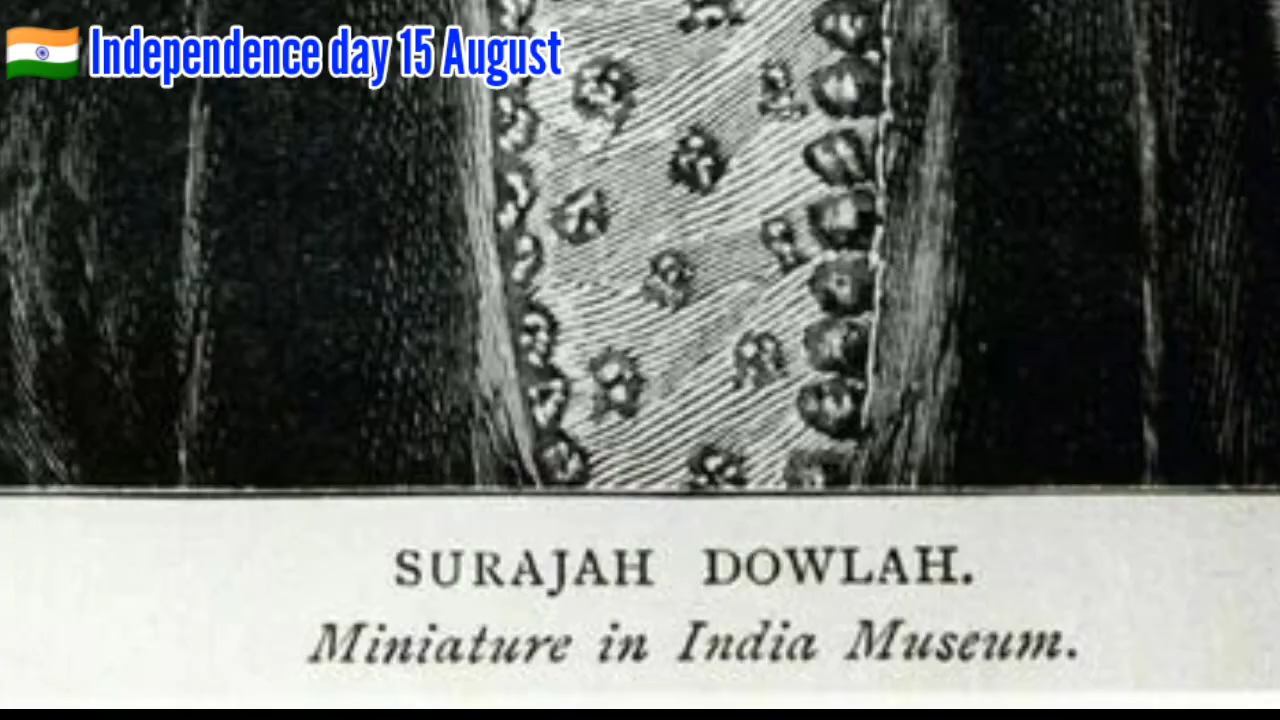 🇮🇳 Independence day 15 August
SURAJAH DOWLAH.
Miniature in India Museum.